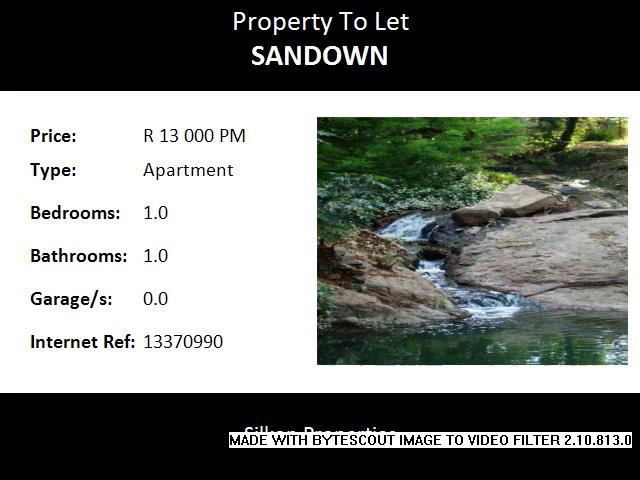 Property To Let
SANDOWN
Price: R 13 000 PM
Type: Apartment
Bedrooms: 1.0
Bathrooms: 1.0
Garage/s: 0.0
Internet Ref: 13370990
MADE WITH BYTESCOUT IMAGE TO VIDEO FILTER 2.10.813.0